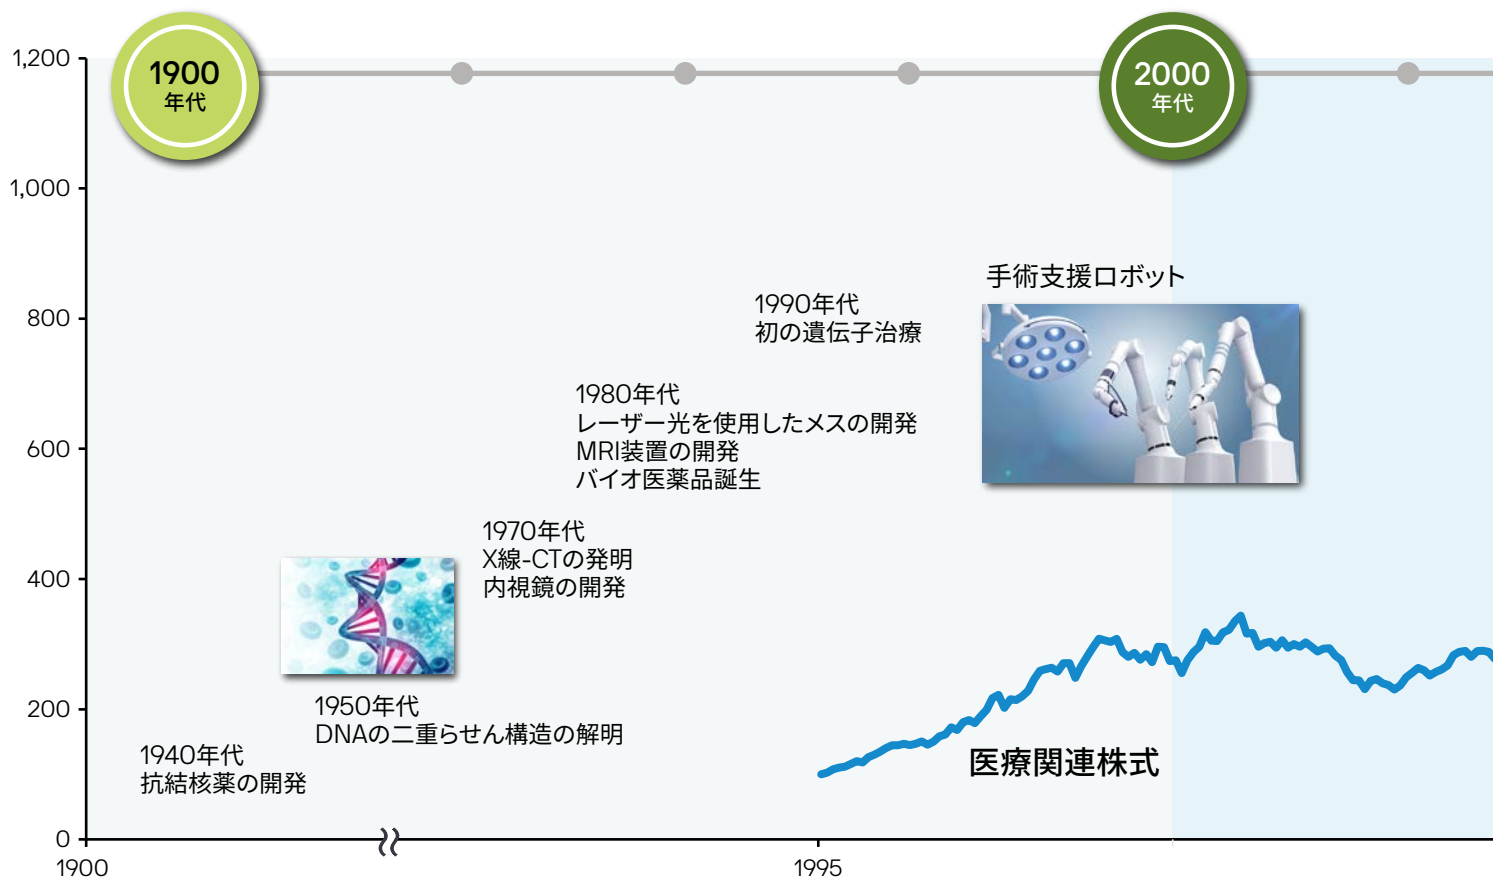 1900
年代
2000
年代
1,200
1,000
800
600
400
200
0
手術支援ロボット
1990年代
初の遺伝子治療
1980年代
レーザー光を使用したメスの開発
MRI装置の開発
バイオ医薬品誕生
1970年代
X線-CTの発明
内視鏡の開発
1950年代
DNAの二重らせん構造の解明
1940年代
抗結核薬の開発
医療関連株式
1900
1995